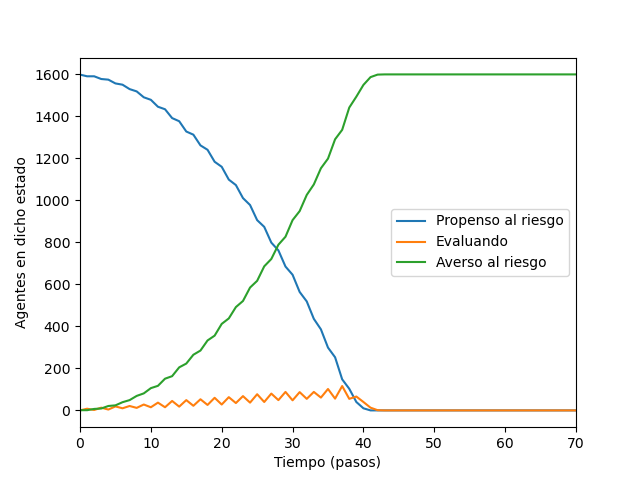 1600
1400
1200
1000
800
600
400
200
0
Agentes en dicho estado
Propenso al riesgo
Evaluando
Averso al riesgo
0 10 20 30 40 50 60 70
Tiempo (pasos)